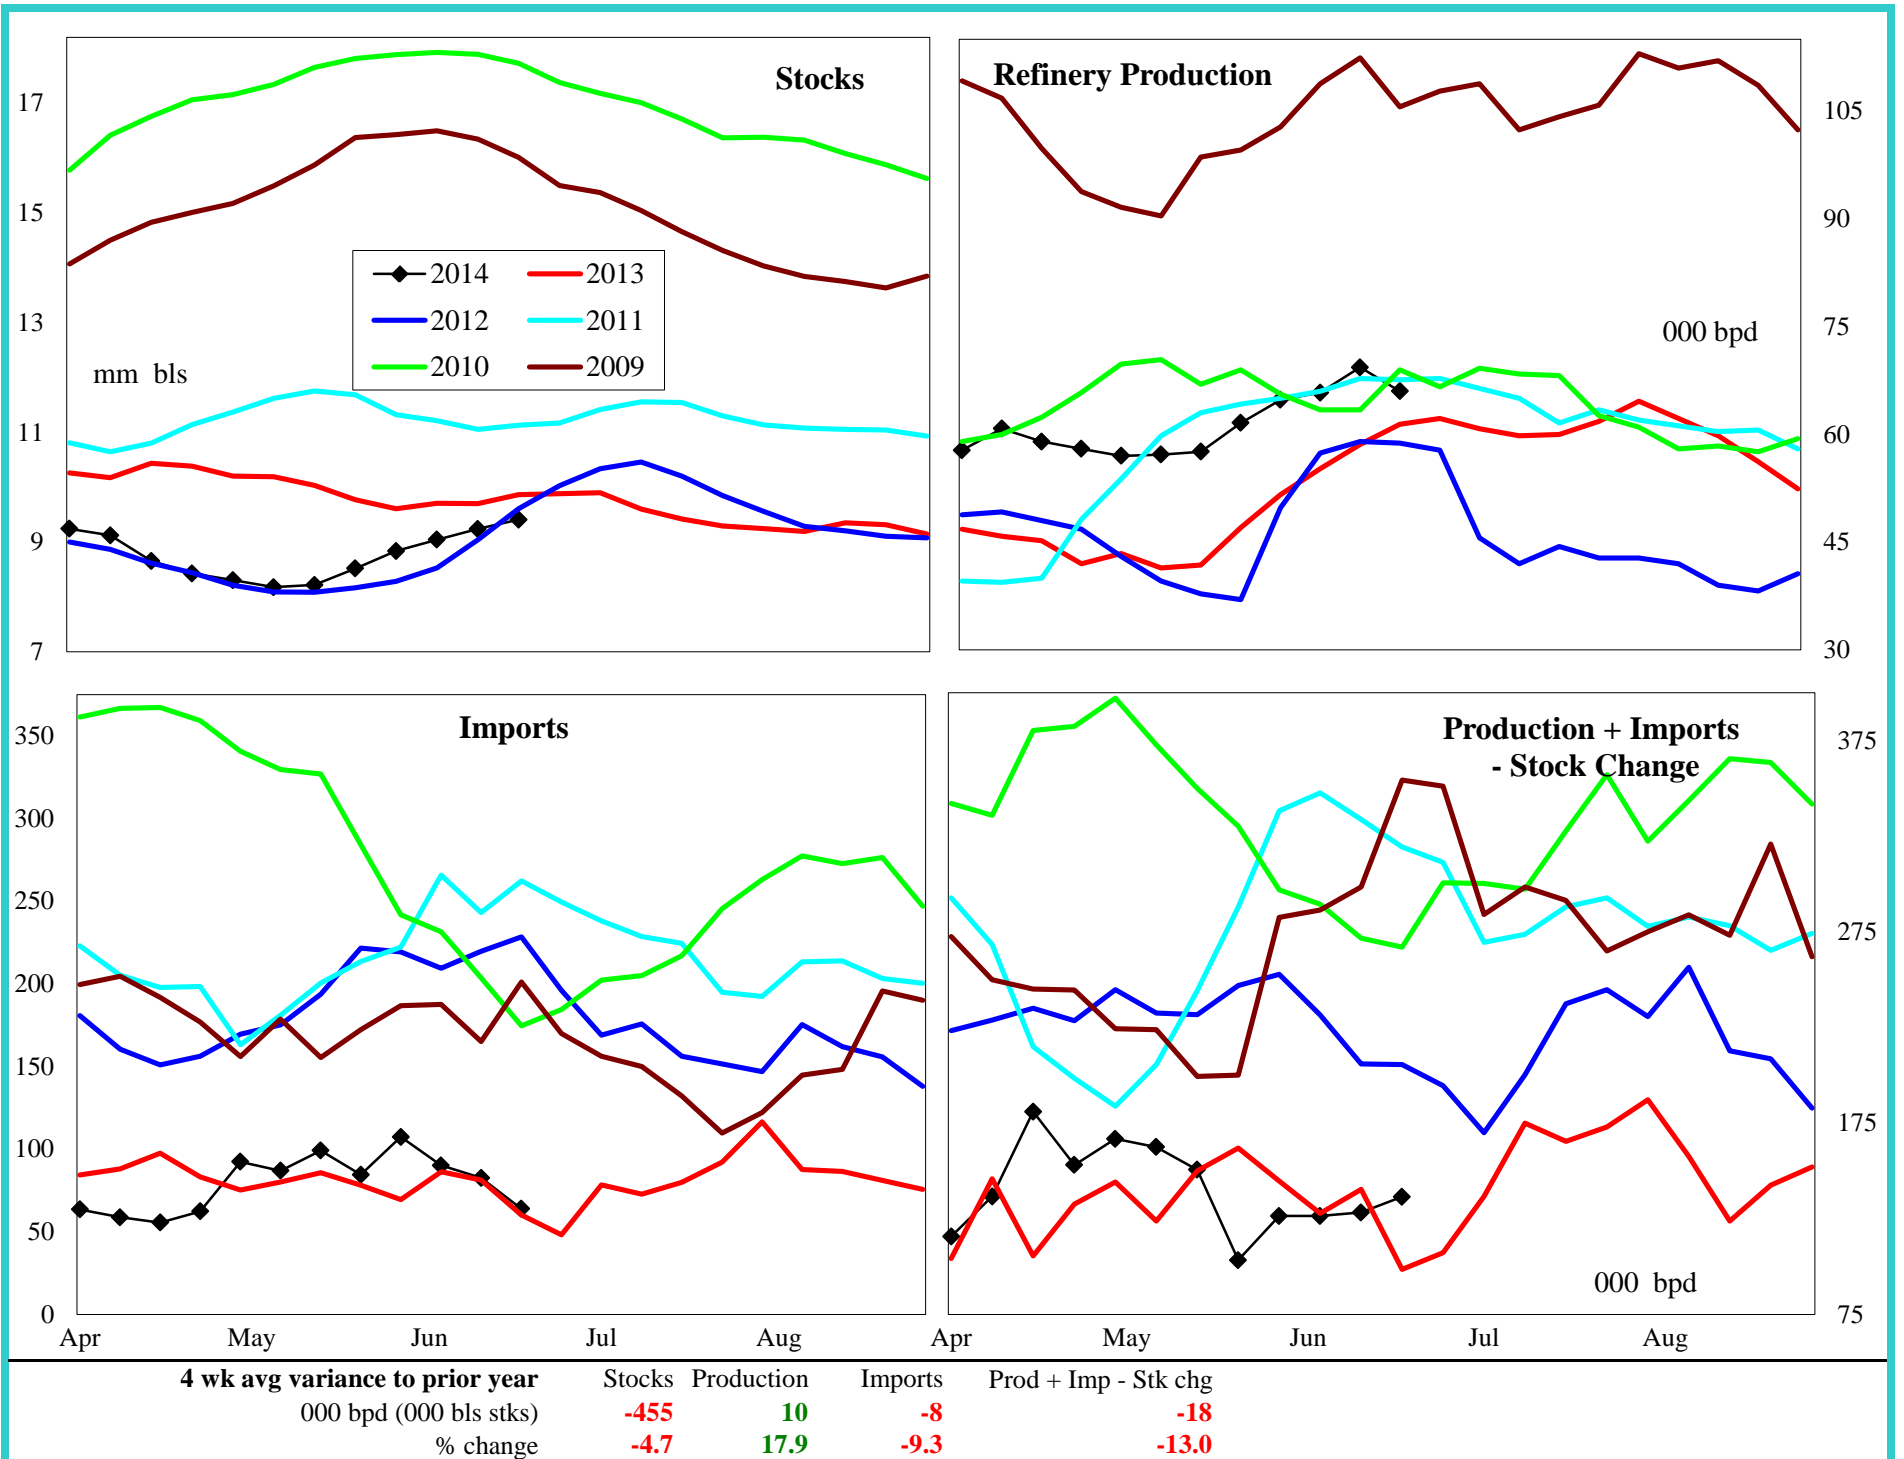 Stocks
17
15
13
11
9
7
mm bls
2014 2013
2012 2011
2010 2009
Refinery Production
000 bpd
105
90
75
60
45
30
Imports
350
300
250
200
150
100
50
0
Apr May Jun Jul Aug
Production + Imports
- Stock Change
000 bpd
375
275
175
75
Apr May Jun Jul Aug
4 wk avg variance to prior year Stocks Production Imports Prod + Imp - Stk chg
000 bpd (000 bls stks) -455 10 -8 -18
% change -4.7 17.9 -9.3 -13.0